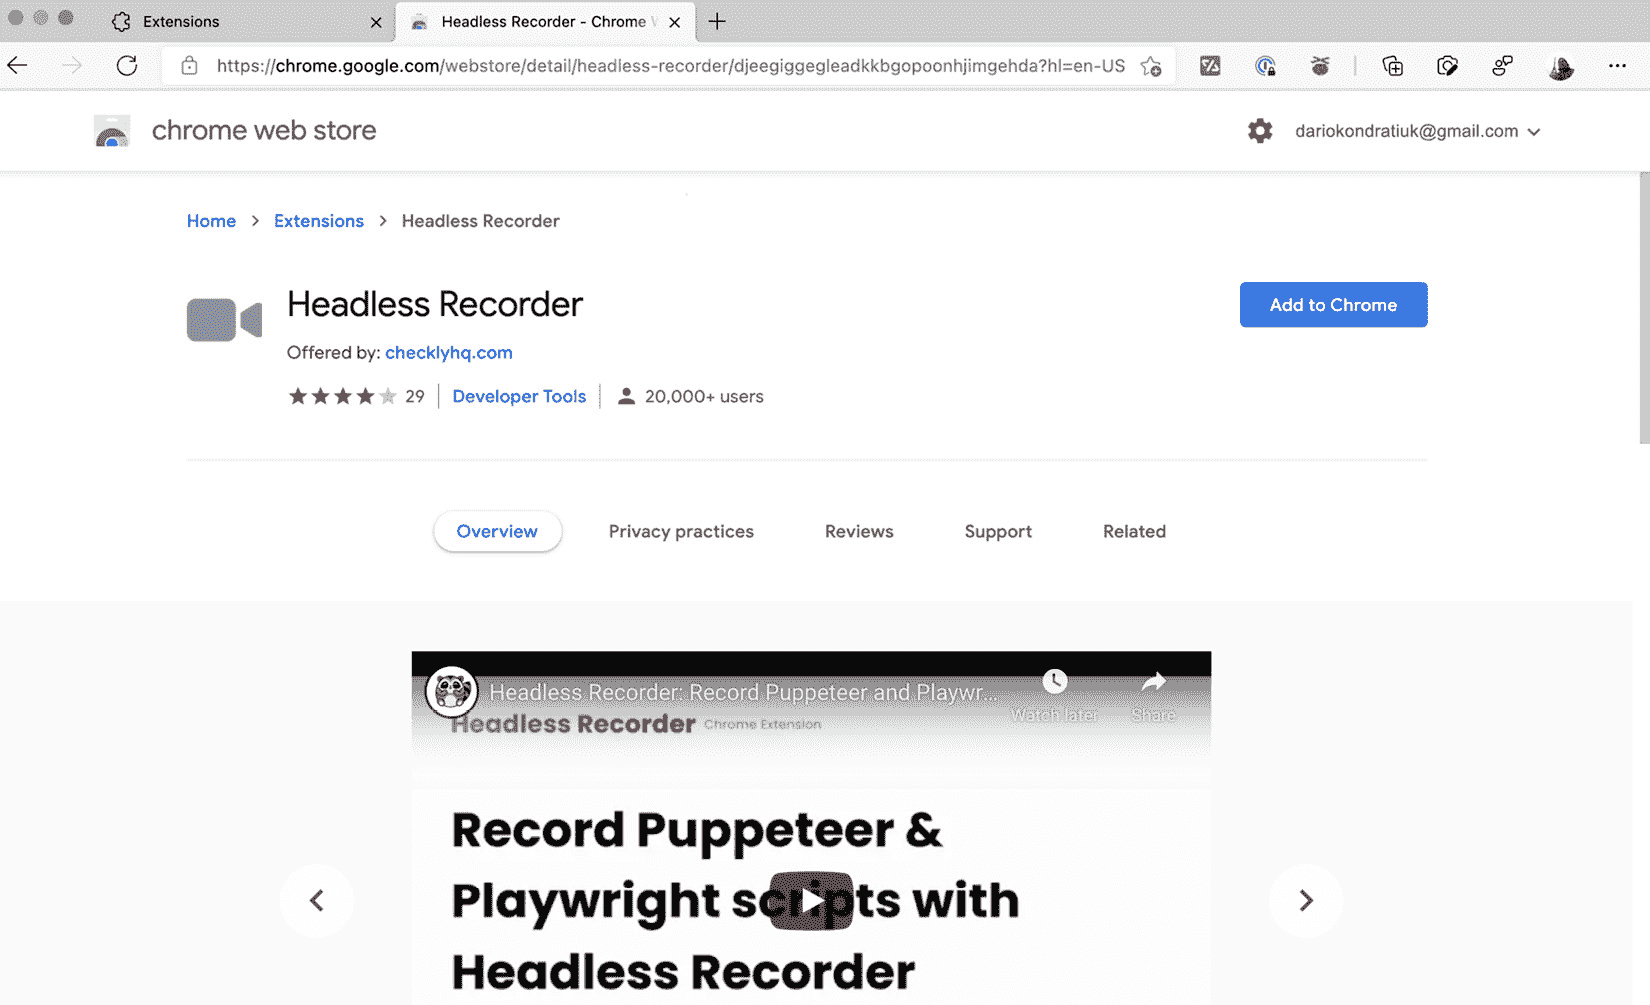 Extensions
Headless Recorder - Chrome W
https://chrome.google.com/webstore/detail/headless-recorder/djeegiggegleadkkbgopoonhjimgehda?hl=en-US
chrome web store
dariokondratiuk@gmail.com
Home > Extensions > Headless Recorder
Headless Recorder
Add to Chrome
Offered by: checklyhq.com
29 Developer Tools 20,000+ users
Overview Privacy practices Reviews Support Related
Headless Recorder: Record Puppeteer and Playwr...
Watch later Share
Headless Recorder Chrome Extension
Record Puppeteer &
Playwright scripts with
Headless Recorder